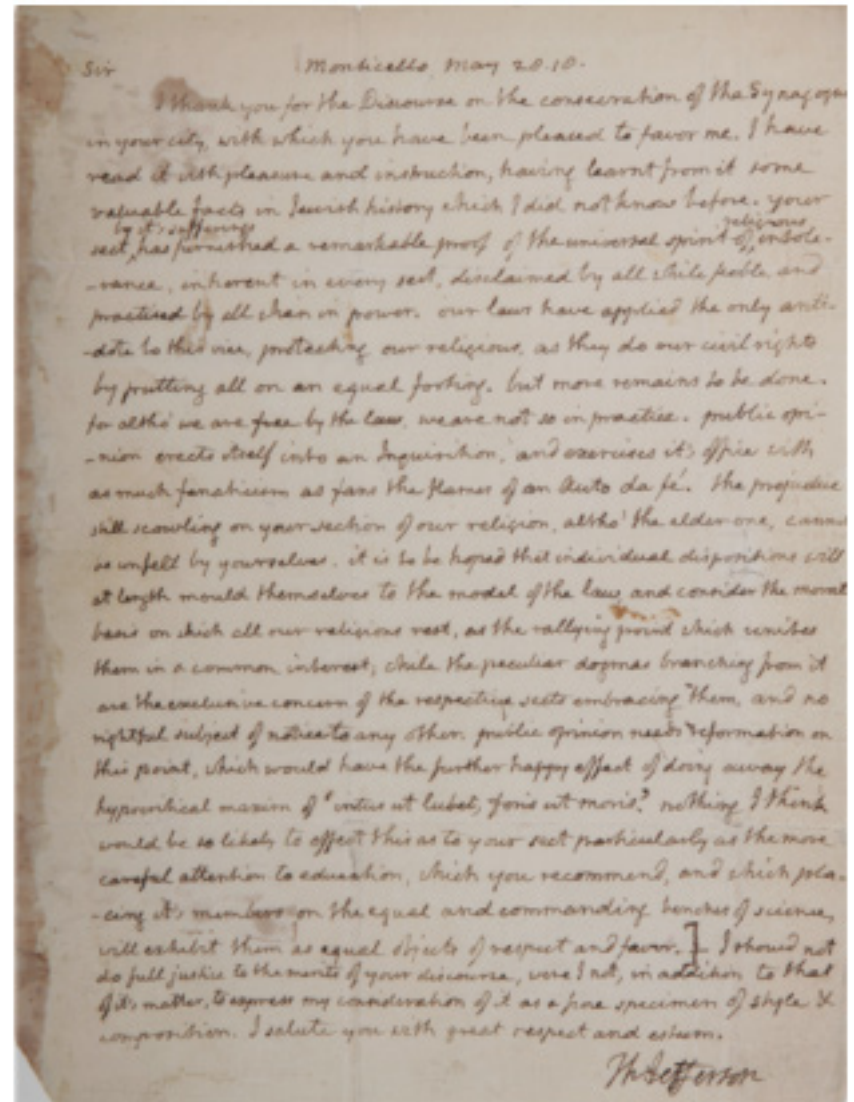 Sir Monticello May 28. 18.
I thank you for the Discourse on the consecration of the Synagogue
in your city, with which you have been pleased to favor me. I have
read it with pleasure and instruction, having learnt from it some
valuable facts in Jewish history which I did not know before. your
by it's sufferings religious
sect has furnished a remarkable proof of the universal spirit of intole-
-rance, inherent in every sect, disclaimed by all while feeble, and
practised by all when in power. our laws have applied the only anti-
-dote to this vice, protecting our religious, as they do our civil rights
by putting all on an equal footing. but more remains to be done.
for altho' we are free by the law, we are not so in practice. public opi-
-nion erects itself into an Inquisition, and exercises it's office with
as much fanaticism as fans the flames of an Auto da fé. the prejudice
still scowling on your section of our religion, altho' the elder one, cannot
be unfelt by yourselves. it is to be hoped that individual dispositions will
at length mould themselves to the model of the law, and consider the moral
basis on which all our religions rest, as the rallying point which unites
them in a common interest; while the peculiar dogmas branching from it
are the exclusive concern of the respective sects embracing them, and no
rightful subject of notice to any other. public opinion needs reformation on
this point, which would have the further happy effect of doing away the
hypocritical maxim of 'intus ut lubet, foris ut moris.' nothing I think
would be so likely to effect this as to your sect particularly as the more
careful attention to education, which you recommend, and which pla-
-cing it's members on the equal and commanding benches of science,
will exhibit them as equal objects of respect and favor.] I should not
do full justice to the merits of your discourse, were I not, in addition to that
of it's matter, to express my consideration of it as a fine specimen of style &
composition. I salute you with great respect and esteem.
Th Jefferson